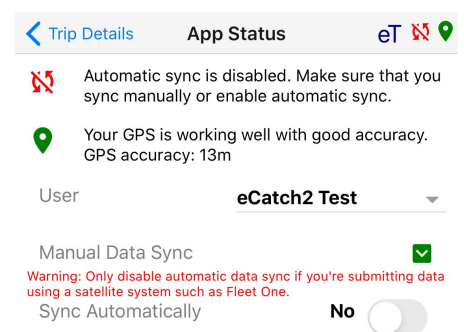 Trip Details App Status eT
Automatic sync is disabled. Make sure that you
sync manually or enable automatic sync.
Your GPS is working well with good accuracy.
GPS accuracy: 13m
User eCatch2 Test
Manual Data Sync
Warning: Only disable automatic data sync if you're submitting data
using a satellite system such as Fleet One.
Sync Automatically No